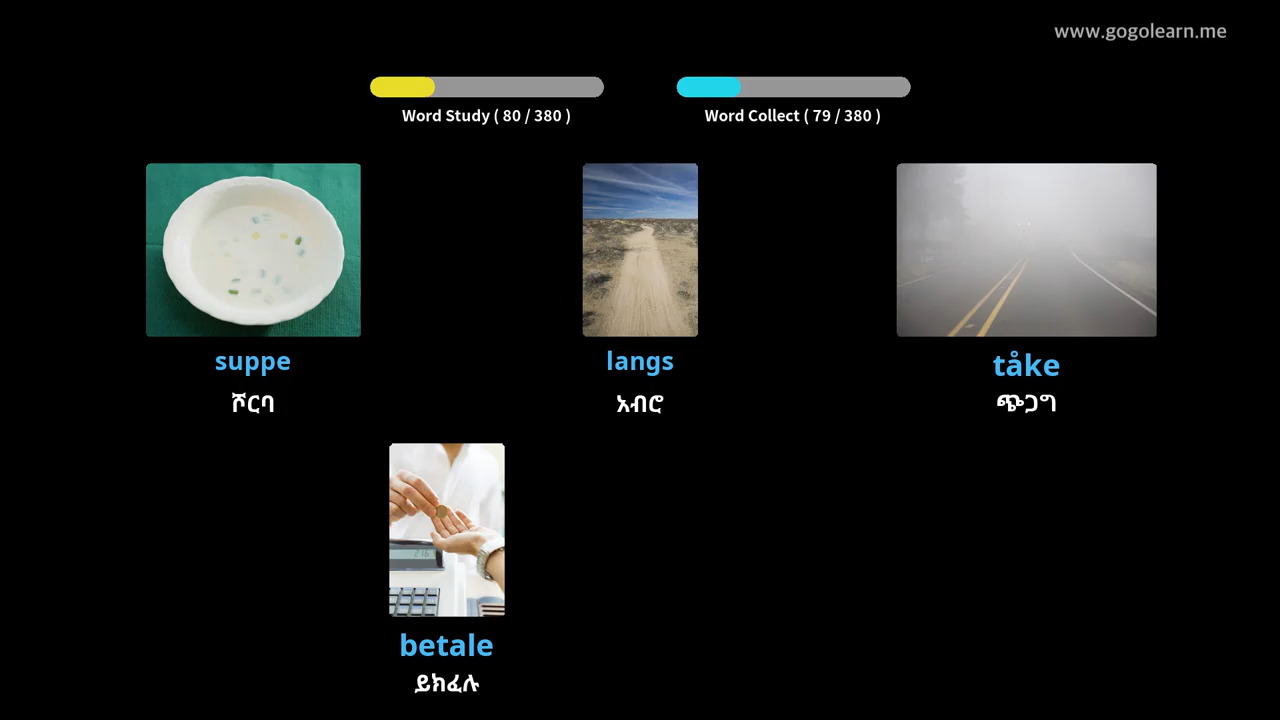 www.gogolearn.me
Word Study ( 80 / 380 )
Word Collect ( 79 / 380 )
suppe
ሾርባ
langs
አብሮ
tåke
ጭጋግ
betale
ይክፈሉ